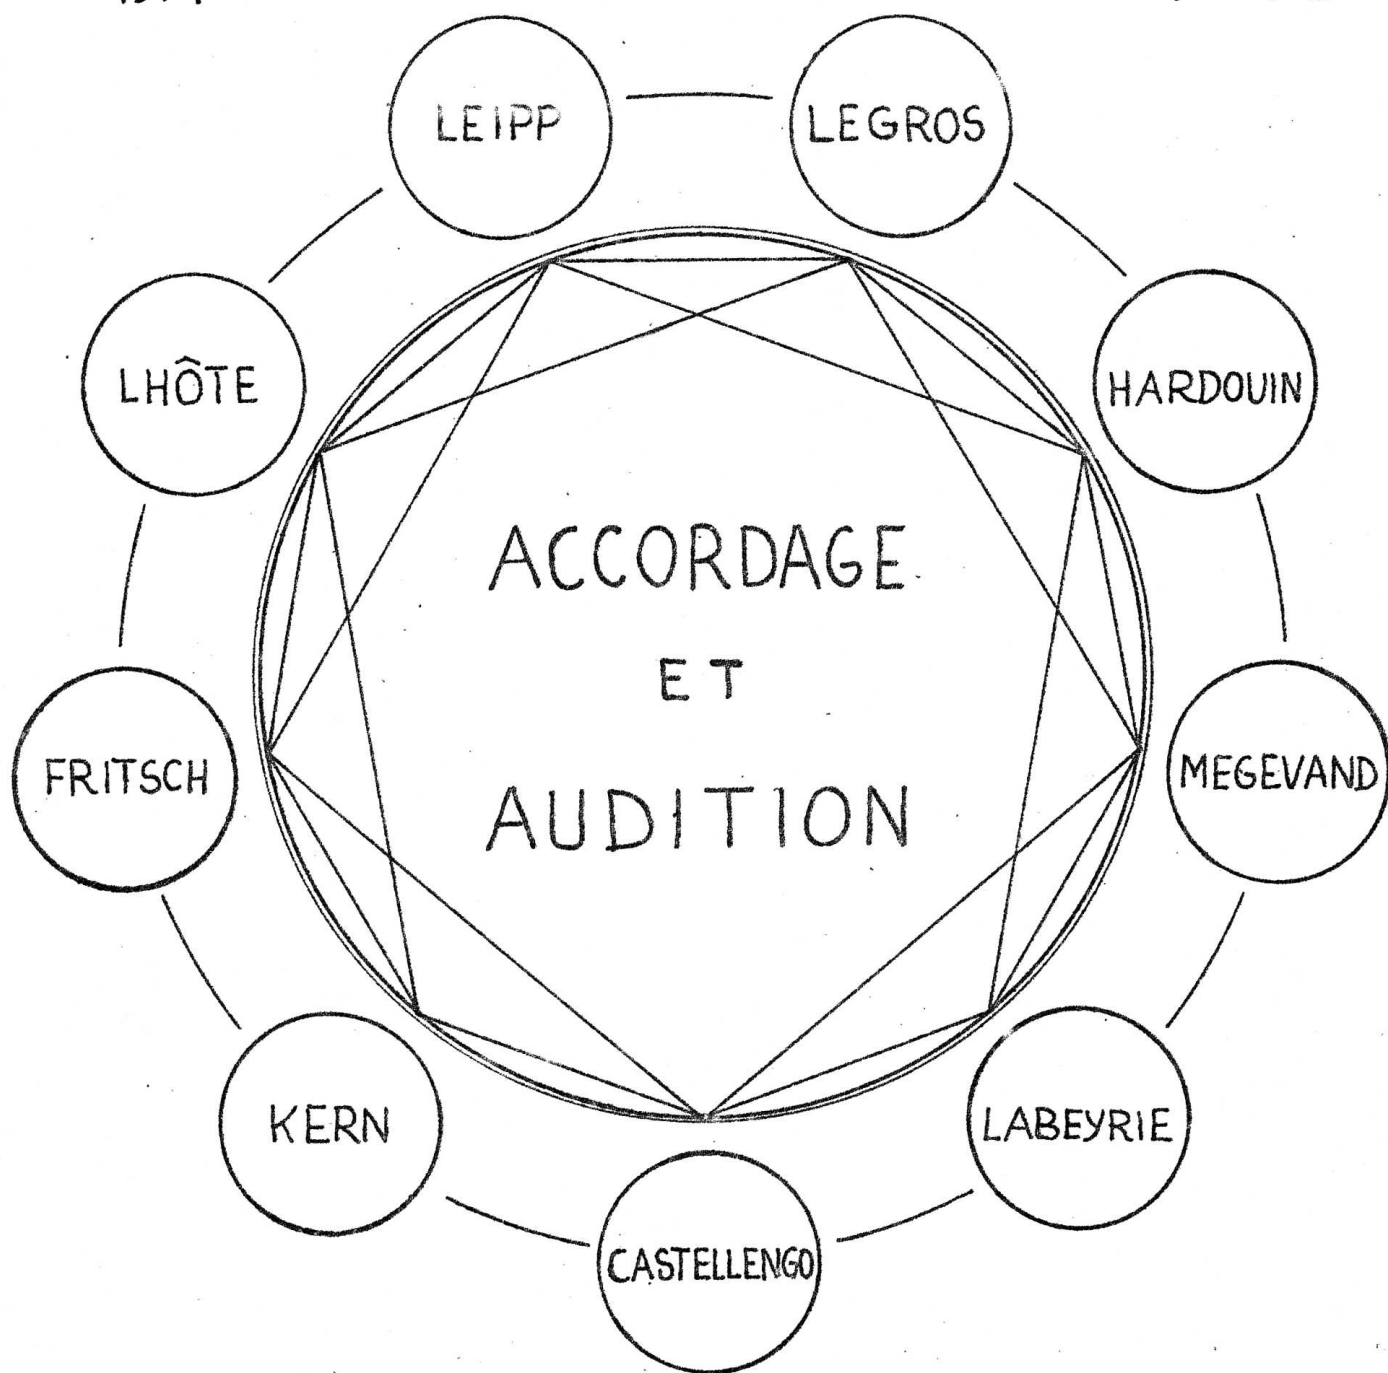 LEIPP
LEGROS
LHÔTE
HARDOUIN
ACCORDAGE
ET
AUDITION
FRITSCH
MEGEVAND
KERN
LABEYRIE
CASTELLENGO